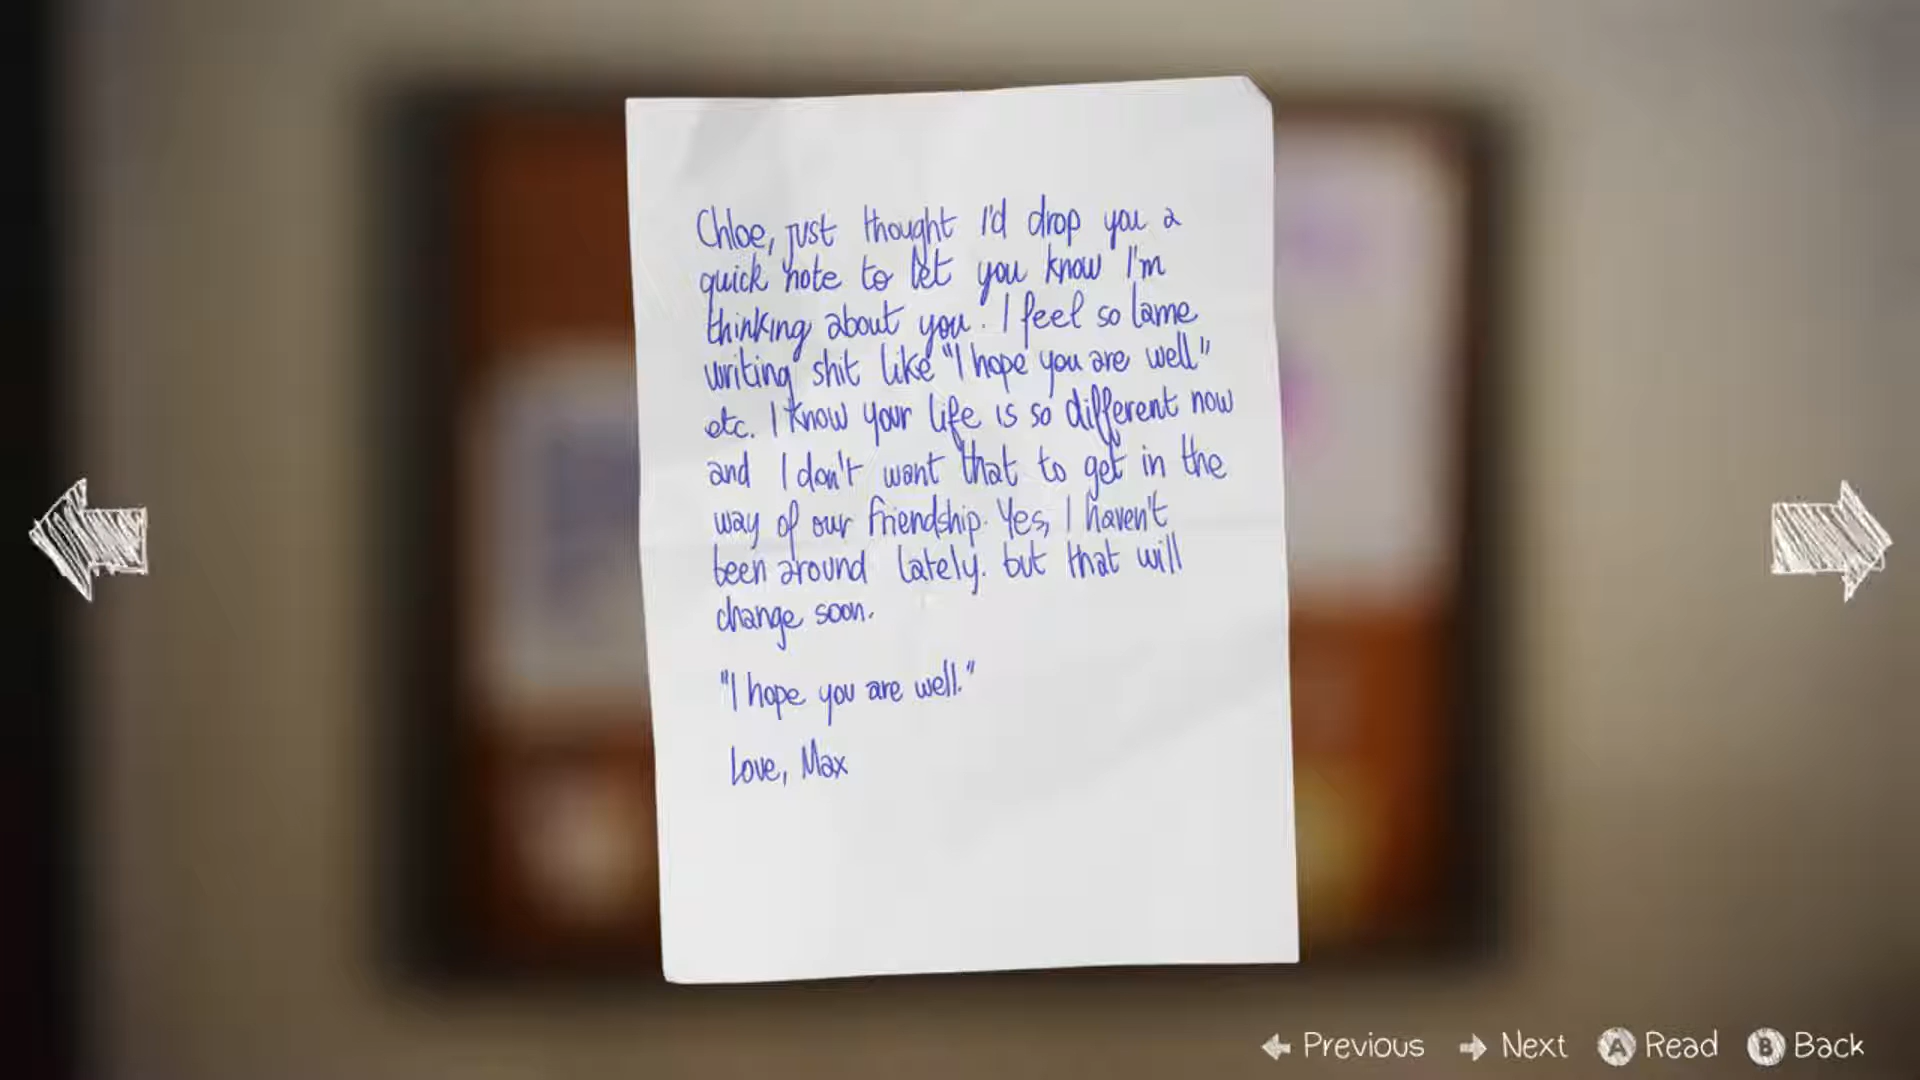 Chloe, just thought I'd drop you a
quick note to let you know I'm
thinking about you. I feel so lame
writing shit like "I hope you are well"
etc. I know your life is so different now
and I don't want that to get in the
way of our friendship. Yes, I haven't
been around lately. but that will
change soon.
"I hope you are well."
Love, Max
Previous Next A Read B Back